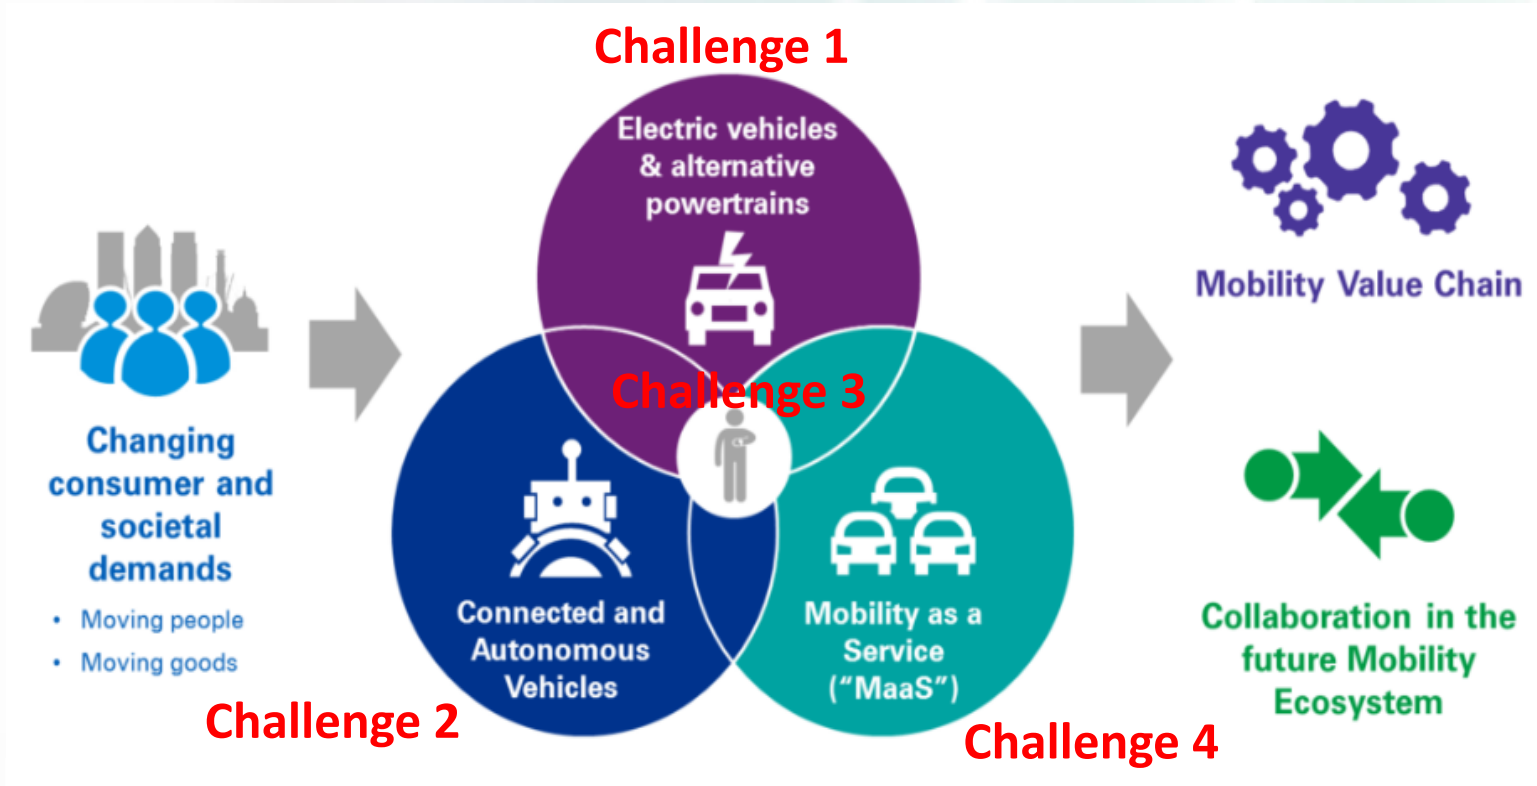 Challenge 1
Electric vehicles
& alternative
powertrains
Challenge 3
Changing
consumer and
societal
demands
• Moving people
• Moving goods
Connected and
Autonomous
Vehicles
Challenge 2
Mobility as a
Service
(“MaaS”)
Challenge 4
Mobility Value Chain
Collaboration in the
future Mobility
Ecosystem